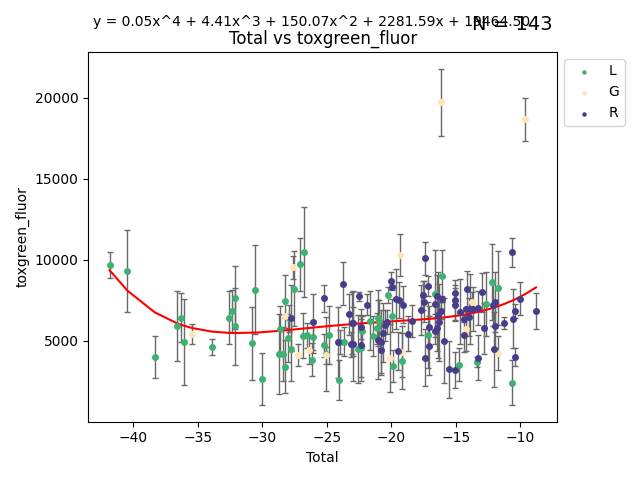 y = 0.05x^4 + 4.41x^3 + 150.07x^2 + 2281.59x +
N = 143
Total vs toxgreen_fluor
L
G
R
toxgreen_fluor
20000
15000
10000
5000
−40 −35 −30 −25 −20 −15 −10
Total